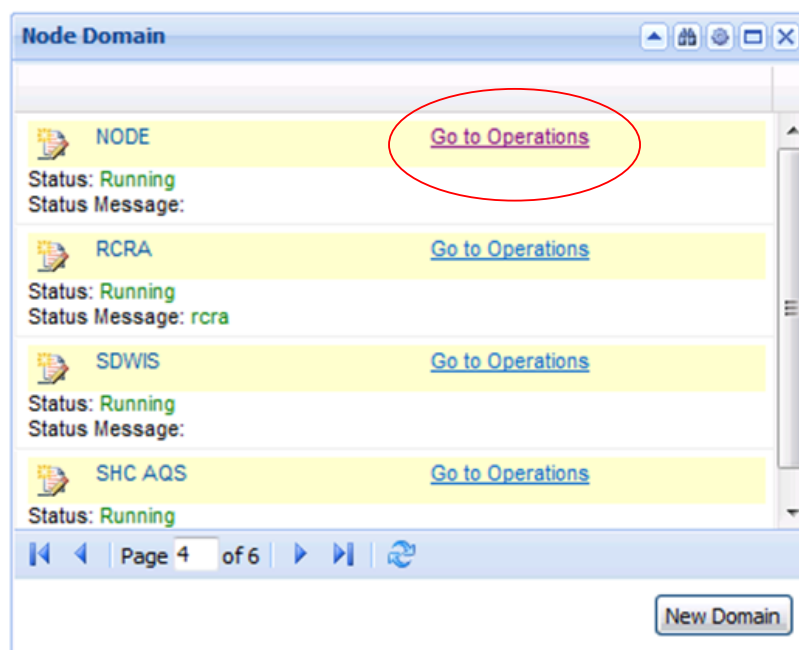 Node Domain
NODE Go to Operations
Status: Running
Status Message:
RCRA Go to Operations
Status: Running
Status Message: rcra
SDWIS Go to Operations
Status: Running
Status Message:
SHC AQS Go to Operations
Status: Running
Page 4 of 6
New Domain